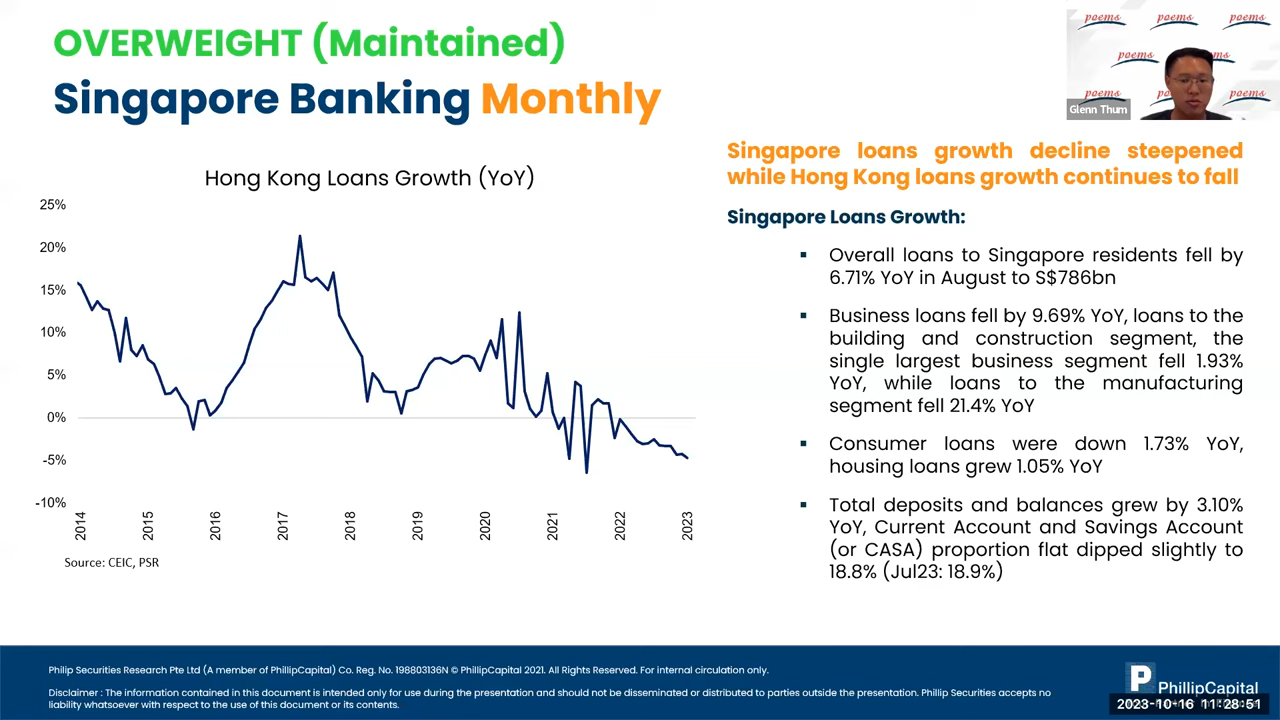 OVERWEIGHT (Maintained)
Singapore Banking Monthly
poems poems poems
poems poems
poems poems poems
Glenn Thum
Hong Kong Loans Growth (YoY)
25%
20%
15%
10%
5%
0%
-5%
-10%
2014
2015
2016
2017
2018
2019
2020
2021
2022
2023
Source: CEIC, PSR
Singapore loans growth decline steepened
while Hong Kong loans growth continues to fall
Singapore Loans Growth:
▪ Overall loans to Singapore residents fell by
6.71% YoY in August to S$786bn
▪ Business loans fell by 9.69% YoY, loans to the
building and construction segment, the
single largest business segment fell 1.93%
YoY, while loans to the manufacturing
segment fell 21.4% YoY
▪ Consumer loans were down 1.73% YoY,
housing loans grew 1.05% YoY
▪ Total deposits and balances grew by 3.10%
YoY, Current Account and Savings Account
(or CASA) proportion flat dipped slightly to
18.8% (Jul23: 18.9%)
Philip Securities Research Pte Ltd (A member of PhillipCapital) Co. Reg. No. 198803136N © PhillipCapital 2021. All Rights Reserved. For internal circulation only.
Disclaimer : The information contained in this document is intended only for use during the presentation and should not be disseminated or distributed to parties outside the presentation. Phillip Securities accepts no
liability whatsoever with respect to the use of this document or its contents.
PhillipCapital
2023-10-16 11:28:51